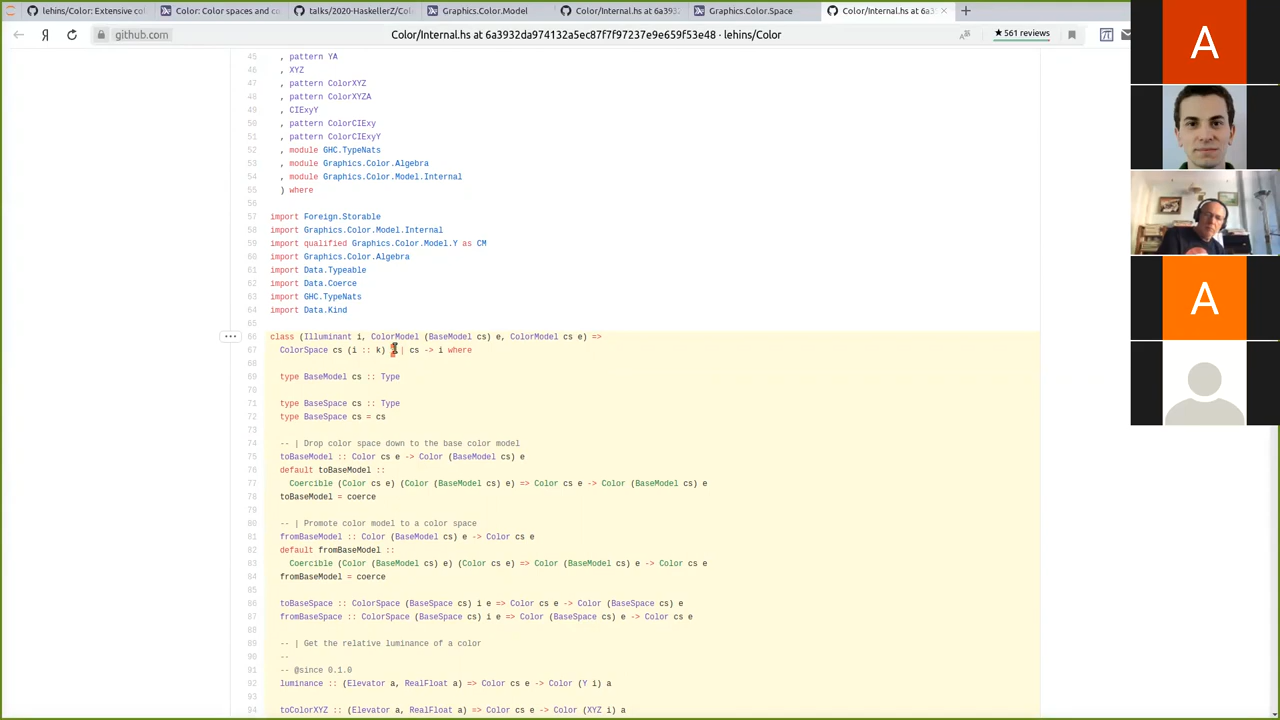 lehins/Color: Extensive col
Color: Color spaces and co
talks/2020-HaskellerZ/Colo
Graphics.Color.Model
Color/Internal.hs at 6a3932
Graphics.Color.Space
Color/Internal.hs at 6a3
Я
github.com
Color/Internal.hs at 6a3932da974132a5ec87f7f97237e9e659f53e48 · lehins/Color
★ 561 reviews
45 , pattern YA
46 , XYZ
47 , pattern ColorXYZ
48 , pattern ColorXYZA
49 , CIExyY
50 , pattern ColorCIExy
51 , pattern ColorCIExyY
52 , module GHC.TypeNats
53 , module Graphics.Color.Algebra
54 , module Graphics.Color.Model.Internal
55 ) where
56
57 import Foreign.Storable
58 import Graphics.Color.Model.Internal
59 import qualified Graphics.Color.Model.Y as CM
60 import Graphics.Color.Algebra
61 import Data.Typeable
62 import Data.Coerce
63 import GHC.TypeNats
64 import Data.Kind
65
66 class (Illuminant i, ColorModel (BaseModel cs) e, ColorModel cs e) =>
67 ColorSpace cs (i :: k) | cs -> i where
68
69 type BaseModel cs :: Type
70
71 type BaseSpace cs :: Type
72 type BaseSpace cs = cs
73
74 -- | Drop color space down to the base color model
75 toBaseModel :: Color cs e -> Color (BaseModel cs) e
76 default toBaseModel ::
77 Coercible (Color cs e) (Color (BaseModel cs) e) => Color cs e -> Color (BaseModel cs) e
78 toBaseModel = coerce
79
80 -- | Promote color model to a color space
81 fromBaseModel :: Color (BaseModel cs) e -> Color cs e
82 default fromBaseModel ::
83 Coercible (Color (BaseModel cs) e) (Color cs e) => Color (BaseModel cs) e -> Color cs e
84 fromBaseModel = coerce
85
86 toBaseSpace :: ColorSpace (BaseSpace cs) i e => Color cs e -> Color (BaseSpace cs) e
87 fromBaseSpace :: ColorSpace (BaseSpace cs) i e => Color (BaseSpace cs) e -> Color cs e
88
89 -- | Get the relative luminance of a color
90 --
91 -- @since 0.1.0
92 luminance :: (Elevator a, RealFloat a) => Color cs e -> Color (Y i) a
93
94 toColorXYZ :: (Elevator a, RealFloat a) => Color cs e -> Color (XYZ i) a
A
A